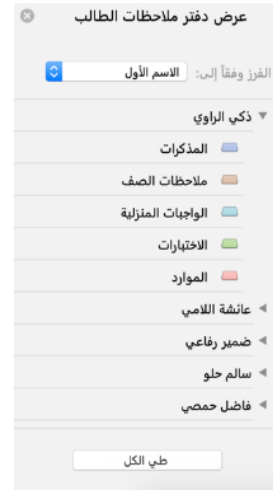 عرض دفتر ملاحظات الطالب
الفرز وفقاً إلى: الاسم الأول
ذكي الراوي
المذكرات
ملاحظات الصف
الواجبات المنزلية
الاختبارات
الموارد
عائشة اللامي
ضمير رفاعي
سالم حلو
فاضل حمصي
طي الكل